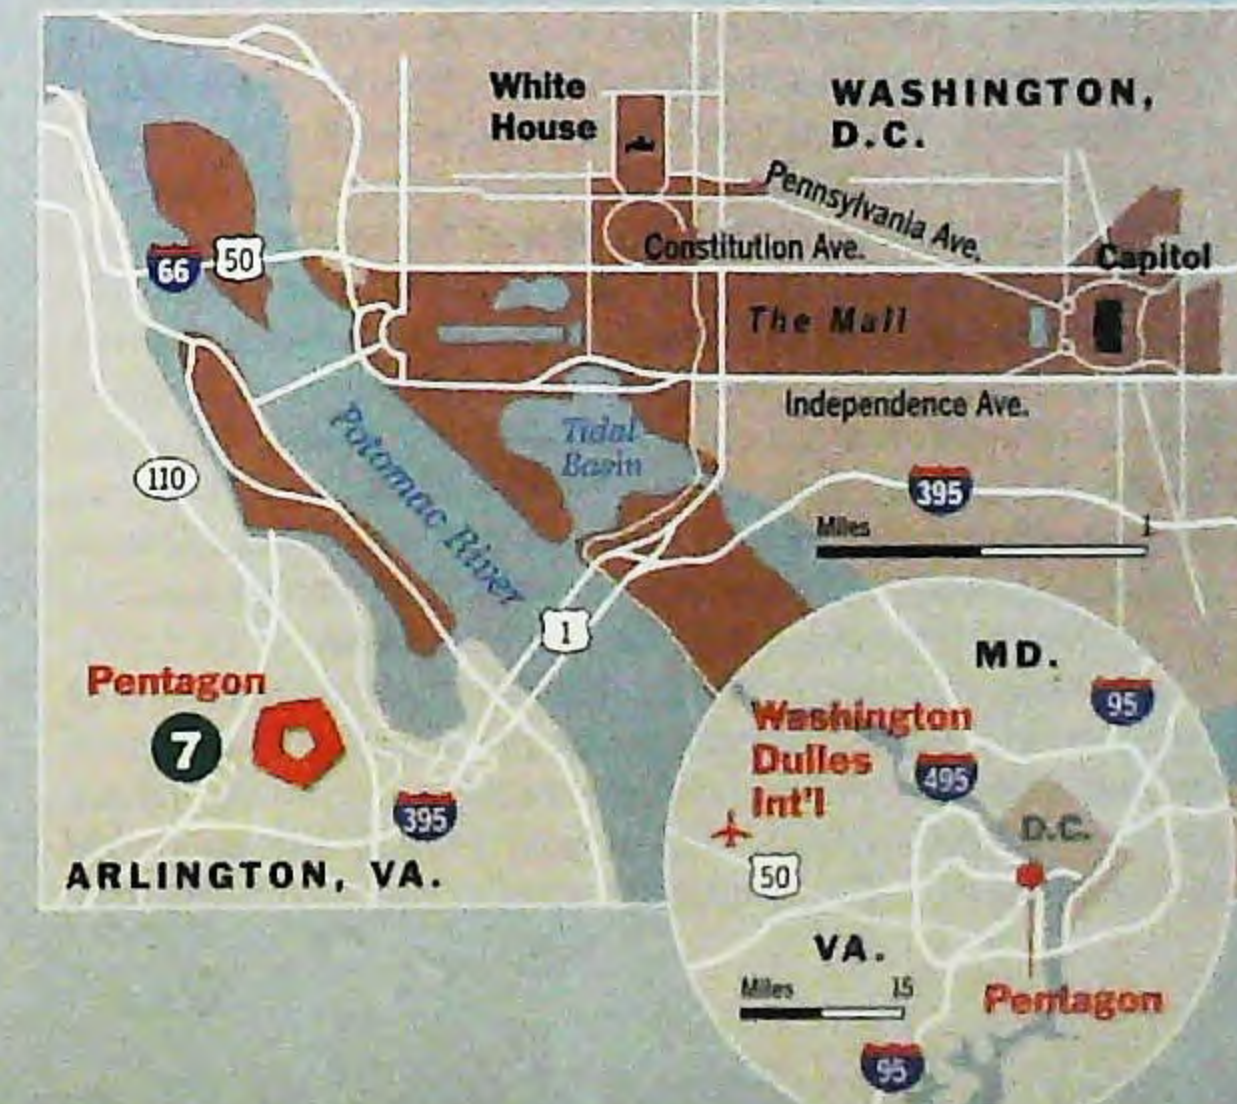 White
House
WASHINGTON,
D.C.
Pennsylvania Ave.
Constitution Ave.
Capitol
66
50
The Mall
Independence Ave.
Potomac River
Tidal
Basin
110
395
Miles 1
1
Pentagon
7
395
ARLINGTON, VA.
MD.
95
Washington
Dulles
Int'l
495
D.C.
50
VA.
Miles 15
Pentagon
95